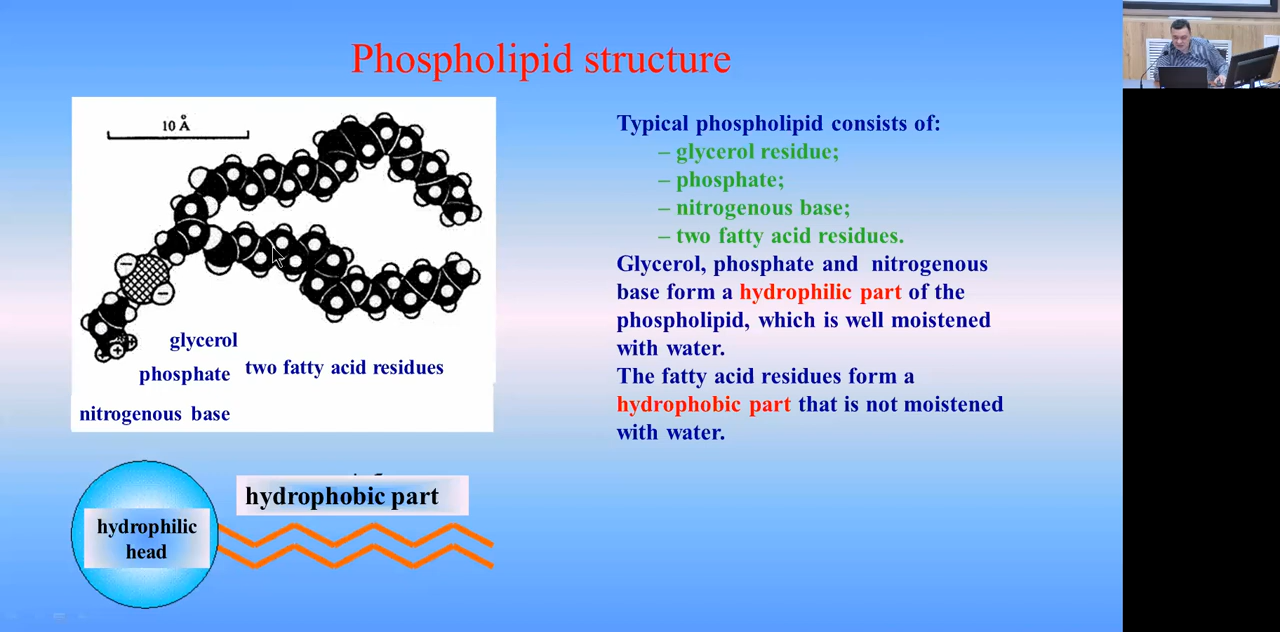 Phospholipid structure
10 Å
glycerol
phosphate
two fatty acid residues
nitrogenous base
hydrophobic part
hydrophilic
head
Typical phospholipid consists of:
– glycerol residue;
– phosphate;
– nitrogenous base;
– two fatty acid residues.
Glycerol, phosphate and nitrogenous
base form a hydrophilic part of the
phospholipid, which is well moistened
with water.
The fatty acid residues form a
hydrophobic part that is not moistened
with water.